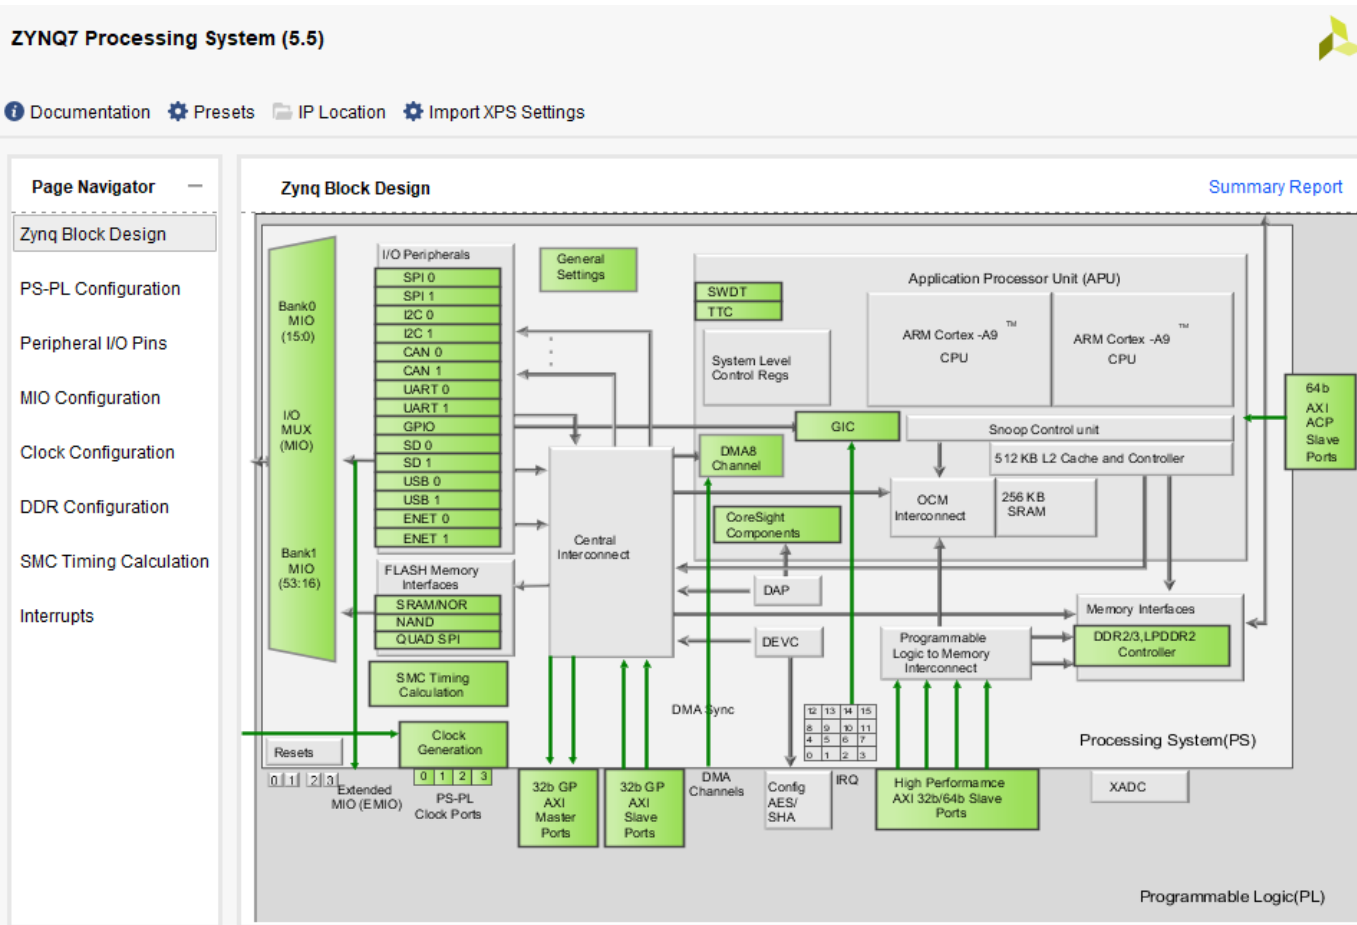 ZYNQ7 Processing System (5.5)
Documentation Presets IP Location Import XPS Settings
Page Navigator
Zynq Block Design
PS-PL Configuration
Peripheral I/O Pins
MIO Configuration
Clock Configuration
DDR Configuration
SMC Timing Calculation
Interrupts
Zynq Block Design
Summary Report
Bank0
MIO
(15:0)
I/O
MUX
(MIO)
Bank1
MIO
(53:16)
I/O Peripherals
SPI 0
SPI 1
I2C 0
I2C 1
CAN 0
CAN 1
UART 0
UART 1
GPIO
SD 0
SD 1
USB 0
USB 1
ENET 0
ENET 1
FLASH Memory
Interfaces
SRAM/NOR
NAND
QUAD SPI
SMC Timing
Calculation
Clock
Generation
Resets
0 1 2 3
Extended
MIO (EMIO)
0 1 2 3
PS-PL
Clock Ports
General
Settings
Central
Interconnect
32b GP
AXI
Master
Ports
32b GP
AXI
Slave
Ports
Application Processor Unit (APU)
SWDT
TTC
System Level
Control Regs
ARM Cortex -A9 TM
CPU
ARM Cortex -A9 TM
CPU
GIC
Snoop Control unit
512 KB L2 Cache and Controller
DMA8
Channel
OCM
Interconnect
256 KB
SRAM
CoreSight
Components
DAP
DEVC
DMA Sync
DMA
Channels
Config
AES/
SHA
12 13 14 15
8 9 10 11
4 5 6 7
0 1 2 3
IRQ
Programmable
Logic to Memory
Interconnect
Memory Interfaces
DDR2/3,LPDDR2
Controller
High Performamce
AXI 32b/64b Slave
Ports
64b
AXI
ACP
Slave
Ports
Processing System(PS)
XADC
Programmable Logic(PL)